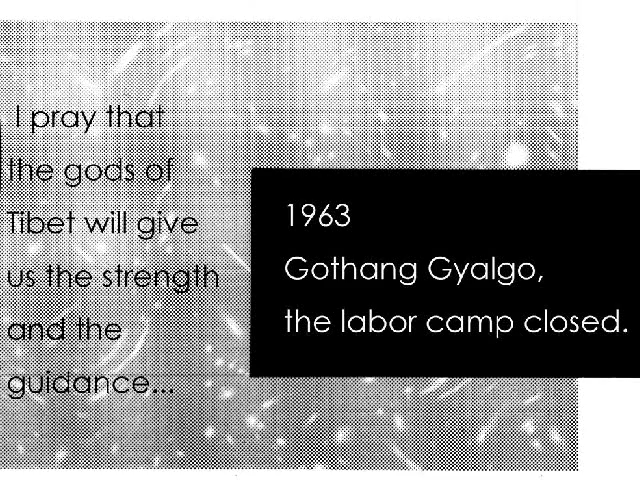 I pray that
the gods of
Tibet will give
us the strength
and the
guidance...
1963
Gothang Gyalgo,
the labor camp closed.